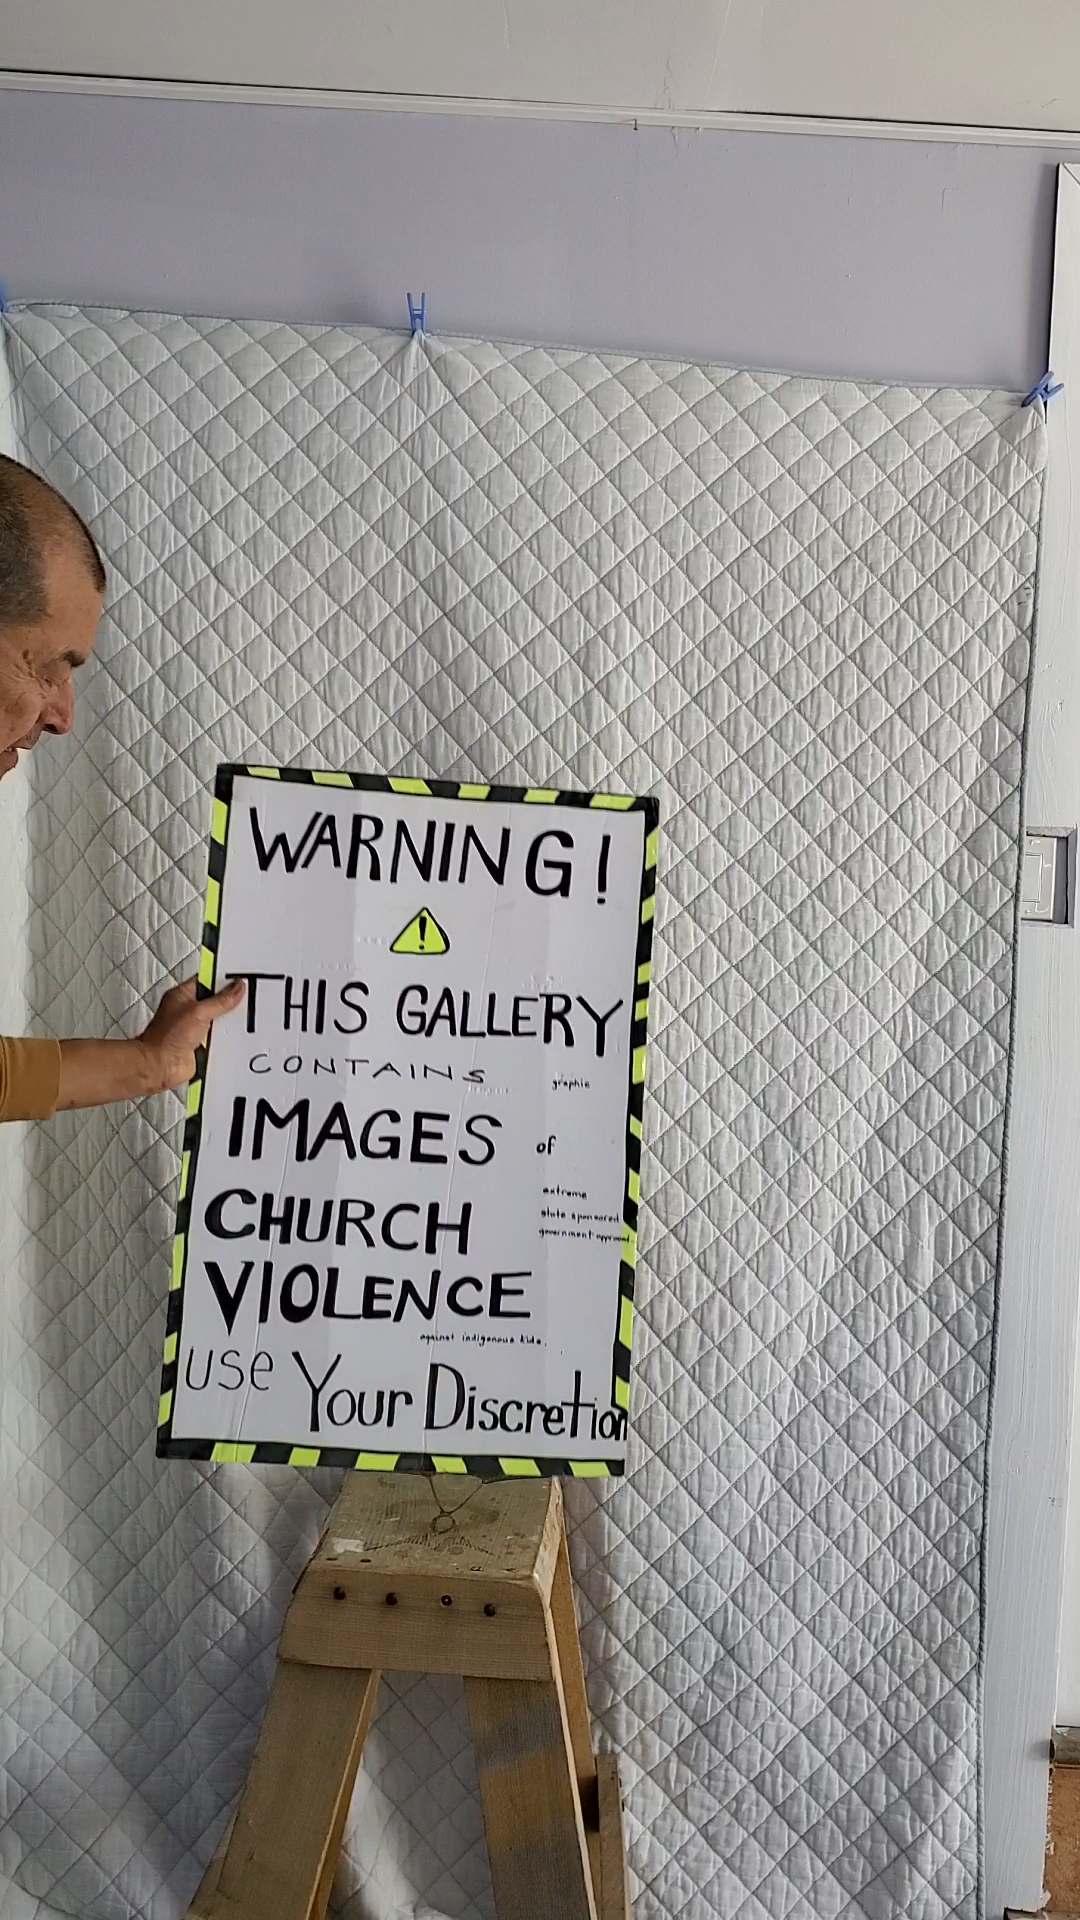 WARNING!
!
THIS GALLERY
CONTAINS graphic
IMAGES of
CHURCH extreme
state sponsored
government approved
VIOLENCE
against indigenous kids.
use Your Discretion